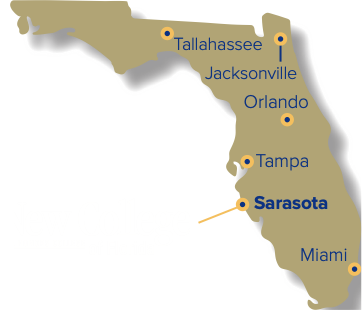 Tallahassee
Jacksonville
Orlando
Tampa
Sarasota
Miami